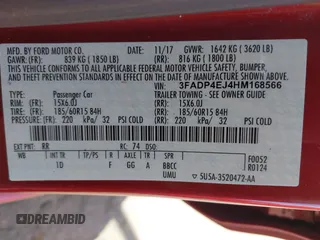 MFD. BY FORD MOTOR CO.
11/17 GVWR: 1642 KG ( 3620 LB)
GAWR: 839 KG ( 1850 LB) 816 KG ( 1800 LB)
THIS VEHICLE CONFORMS TO ALL APPLICABLE FEDERAL MOTOR VEHICLE SAFETY, BUMPER,
AND THEFT PREVENTION STANDARDS IN EFFECT ON THE DATE OF MANUFACTURE SHOWN ABOVE.
VIN: 3FADP4EJ4HM168566
TYPE: Passenger Car TRAILER TOWING - SEE OWNER GUIDE
RIM: (FR): 15X6.0J (RR): 15X6.0J
TIRES: (FR): 185/60R15 84H (RR): 185/60R15 84H
PRESSURE: (FR): 220 kPa/ 32 PSI COLD (RR): 220 kPa/ 32 PSI COLD
EXT PNT: RR RC: 74 DSO:
WB INT TR TP/PS R AXLE TR SPR F0052
1D F GG A BBCC R0124
UMU 5U5A-3520472-AA
DREAMBID